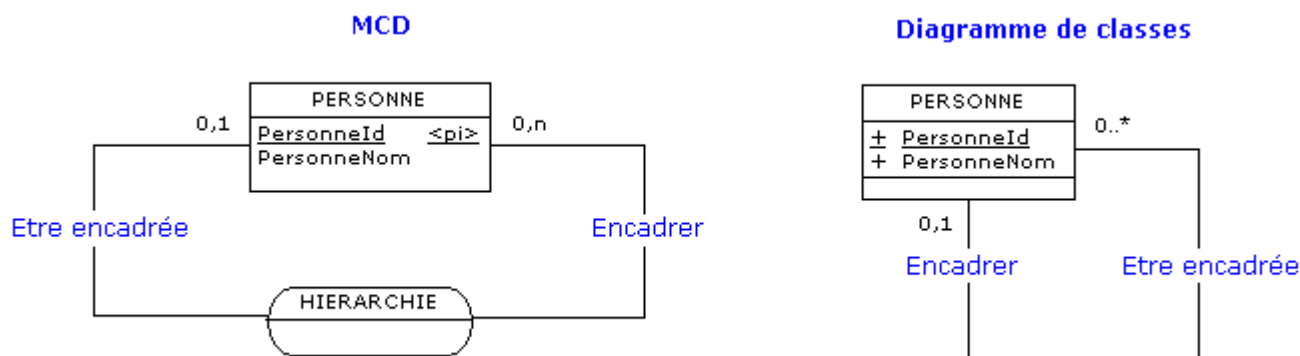 MCD
PERSONNE
0,1
PersonneId <pi>
0,n
PersonneNom
Etre encadrée
Encadrer
HIERARCHIE
Diagramme de classes
PERSONNE
0..*
+ PersonneId
+ PersonneNom
0,1
Encadrer
Etre encadrée